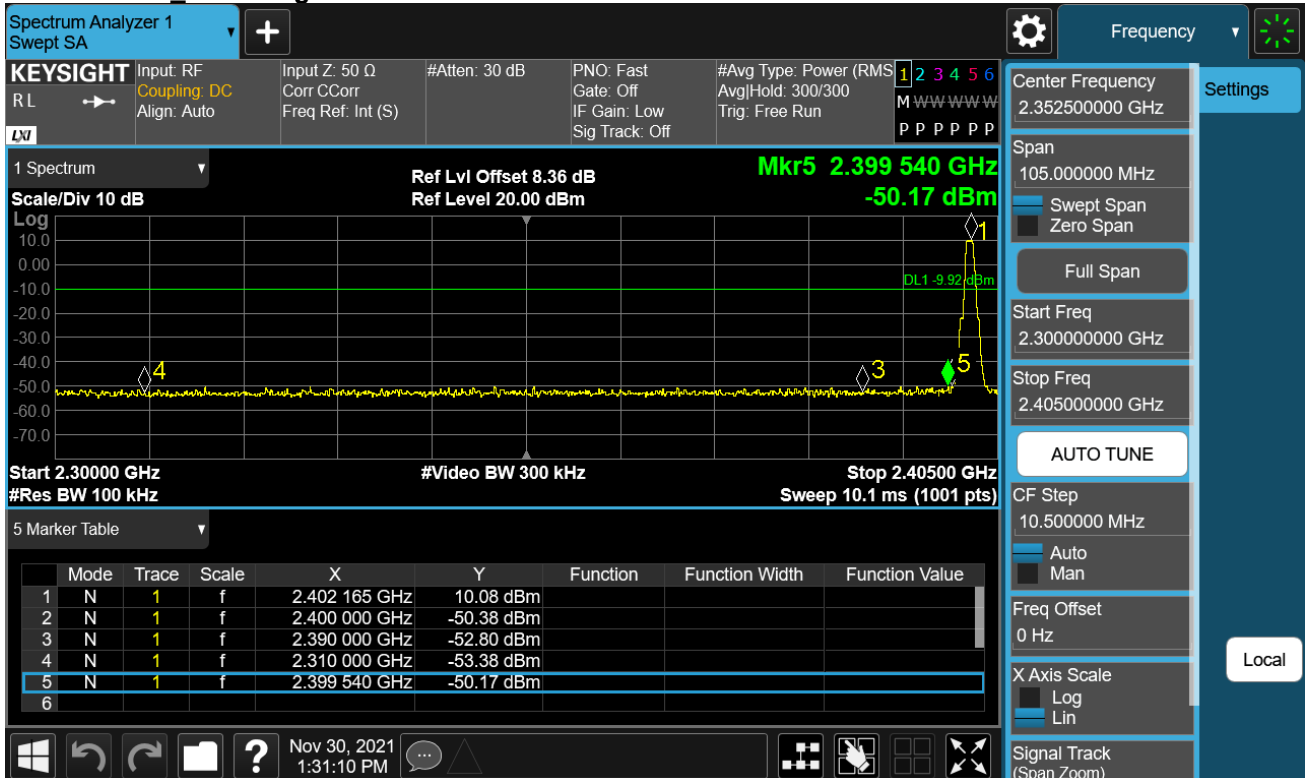 Spectrum Analyzer 1
Swept SA
Frequency
KEYSIGHT
RL
LXI
Input: RF
Coupling: DC
Align: Auto
Input Z: 50 Ω
Corr CCorr
Freq Ref: Int (S)
#Atten: 30 dB
PNO: Fast
Gate: Off
IF Gain: Low
Sig Track: Off
#Avg Type: Power (RMS
Avg|Hold: 300/300
Trig: Free Run
1 2 3 4 5 6
M W W W W W
P P P P P P
1 Spectrum
Scale/Div 10 dB
Ref Lvl Offset 8.36 dB
Ref Level 20.00 dBm
Mkr5 2.399 540 GHz
-50.17 dBm
Log
10.0
0.00
-10.0
-20.0
-30.0
-40.0
-50.0
-60.0
-70.0
1
DL1 -9.92 dBm
4
3
5
Start 2.30000 GHz
#Res BW 100 kHz
#Video BW 300 kHz
Stop 2.40500 GHz
Sweep 10.1 ms (1001 pts)
5 Marker Table
Mode Trace Scale X Y Function Function Width Function Value
1 N 1 f 2.402 165 GHz 10.08 dBm
2 N 1 f 2.400 000 GHz -50.38 dBm
3 N 1 f 2.390 000 GHz -52.80 dBm
4 N 1 f 2.310 000 GHz -53.38 dBm
5 N 1 f 2.399 540 GHz -50.17 dBm
6
?
Nov 30, 2021
1:31:10 PM
Center Frequency
2.352500000 GHz
Settings
Span
105.000000 MHz
Swept Span
Zero Span
Full Span
Start Freq
2.300000000 GHz
Stop Freq
2.405000000 GHz
AUTO TUNE
CF Step
10.500000 MHz
Auto
Man
Freq Offset
0 Hz
Local
X Axis Scale
Log
Lin
Signal Track
(Span Zoom)